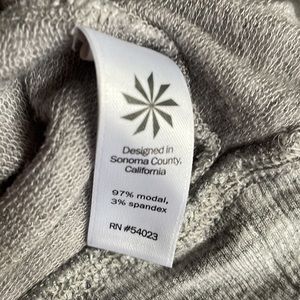 Designed in
Sonoma County,
California
97% modal,
3% spandex
RN #54023